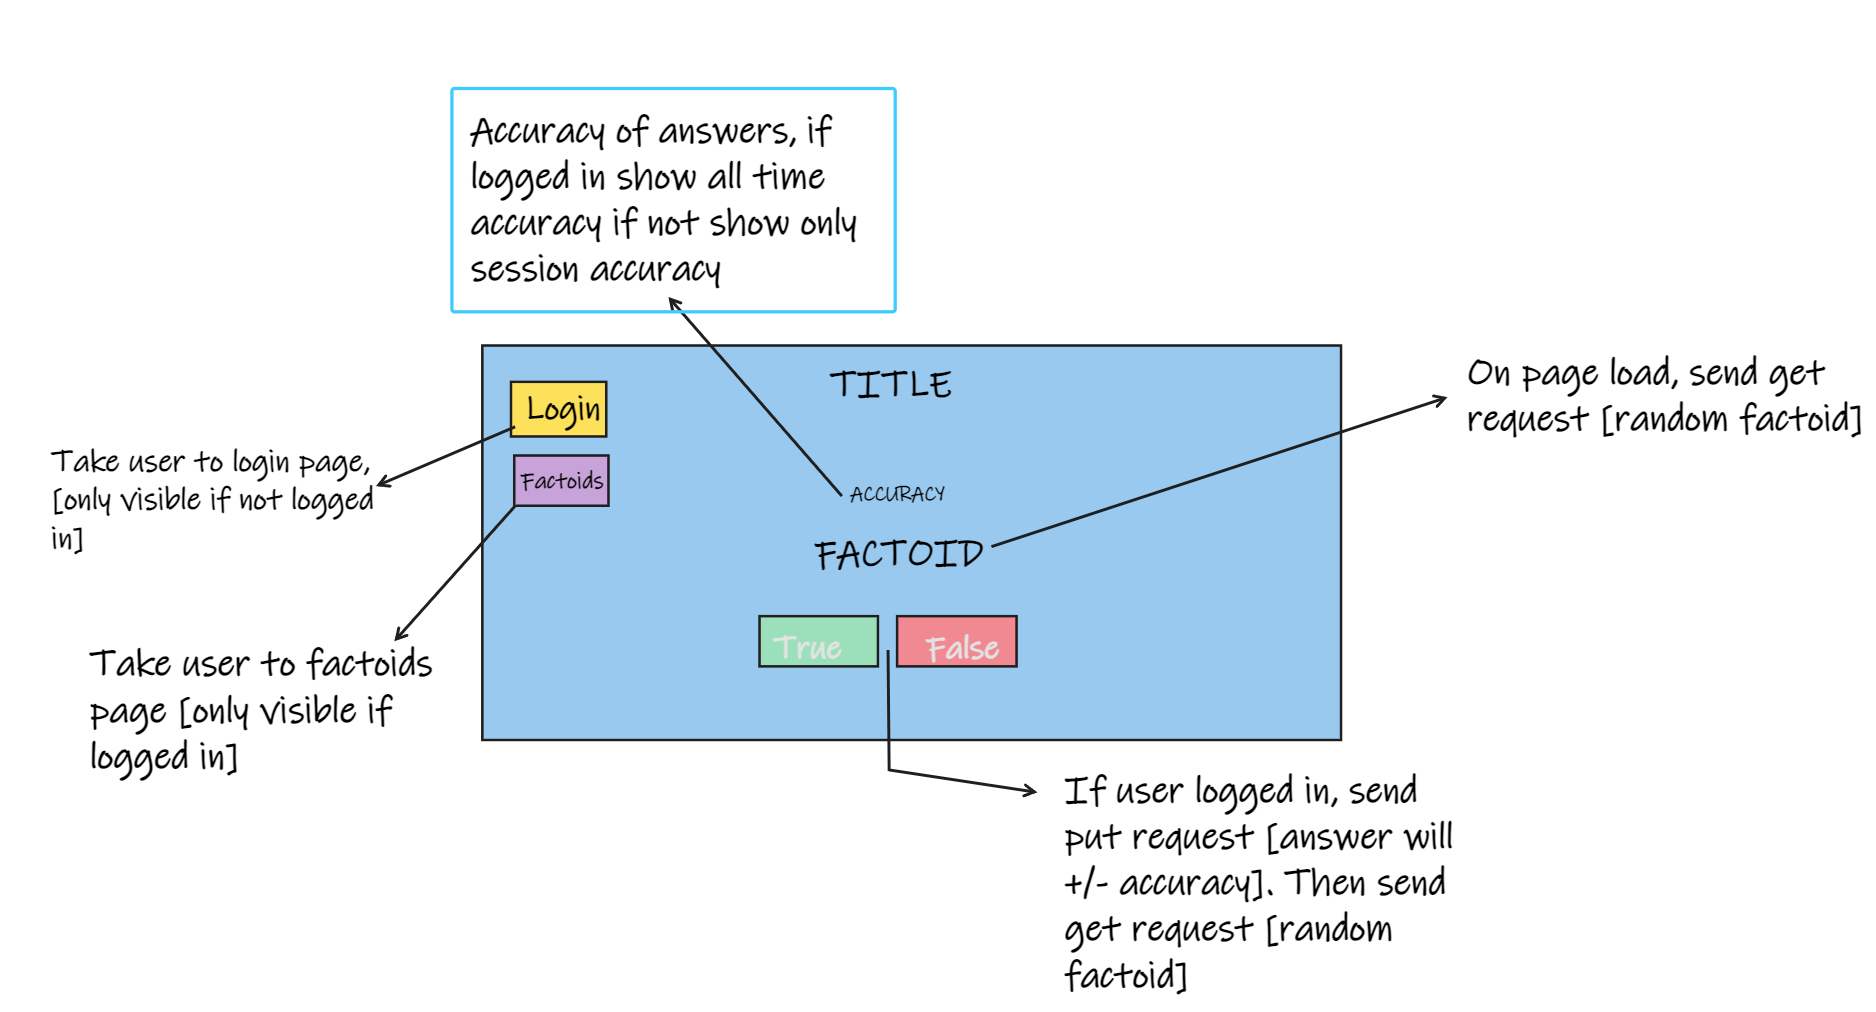 Accuracy of answers, if
logged in show all time
accuracy if not show only
session accuracy
TITLE
Login
Factoids
ACCURACY
FACTOID
True
False
On page load, send get
request [random factoid]
Take user to login page,
[only visible if not logged
in]
Take user to factoids
page [only visible if
logged in]
If user logged in, send
put request [answer will
+/- accuracy]. Then send
get request [random
factoid]